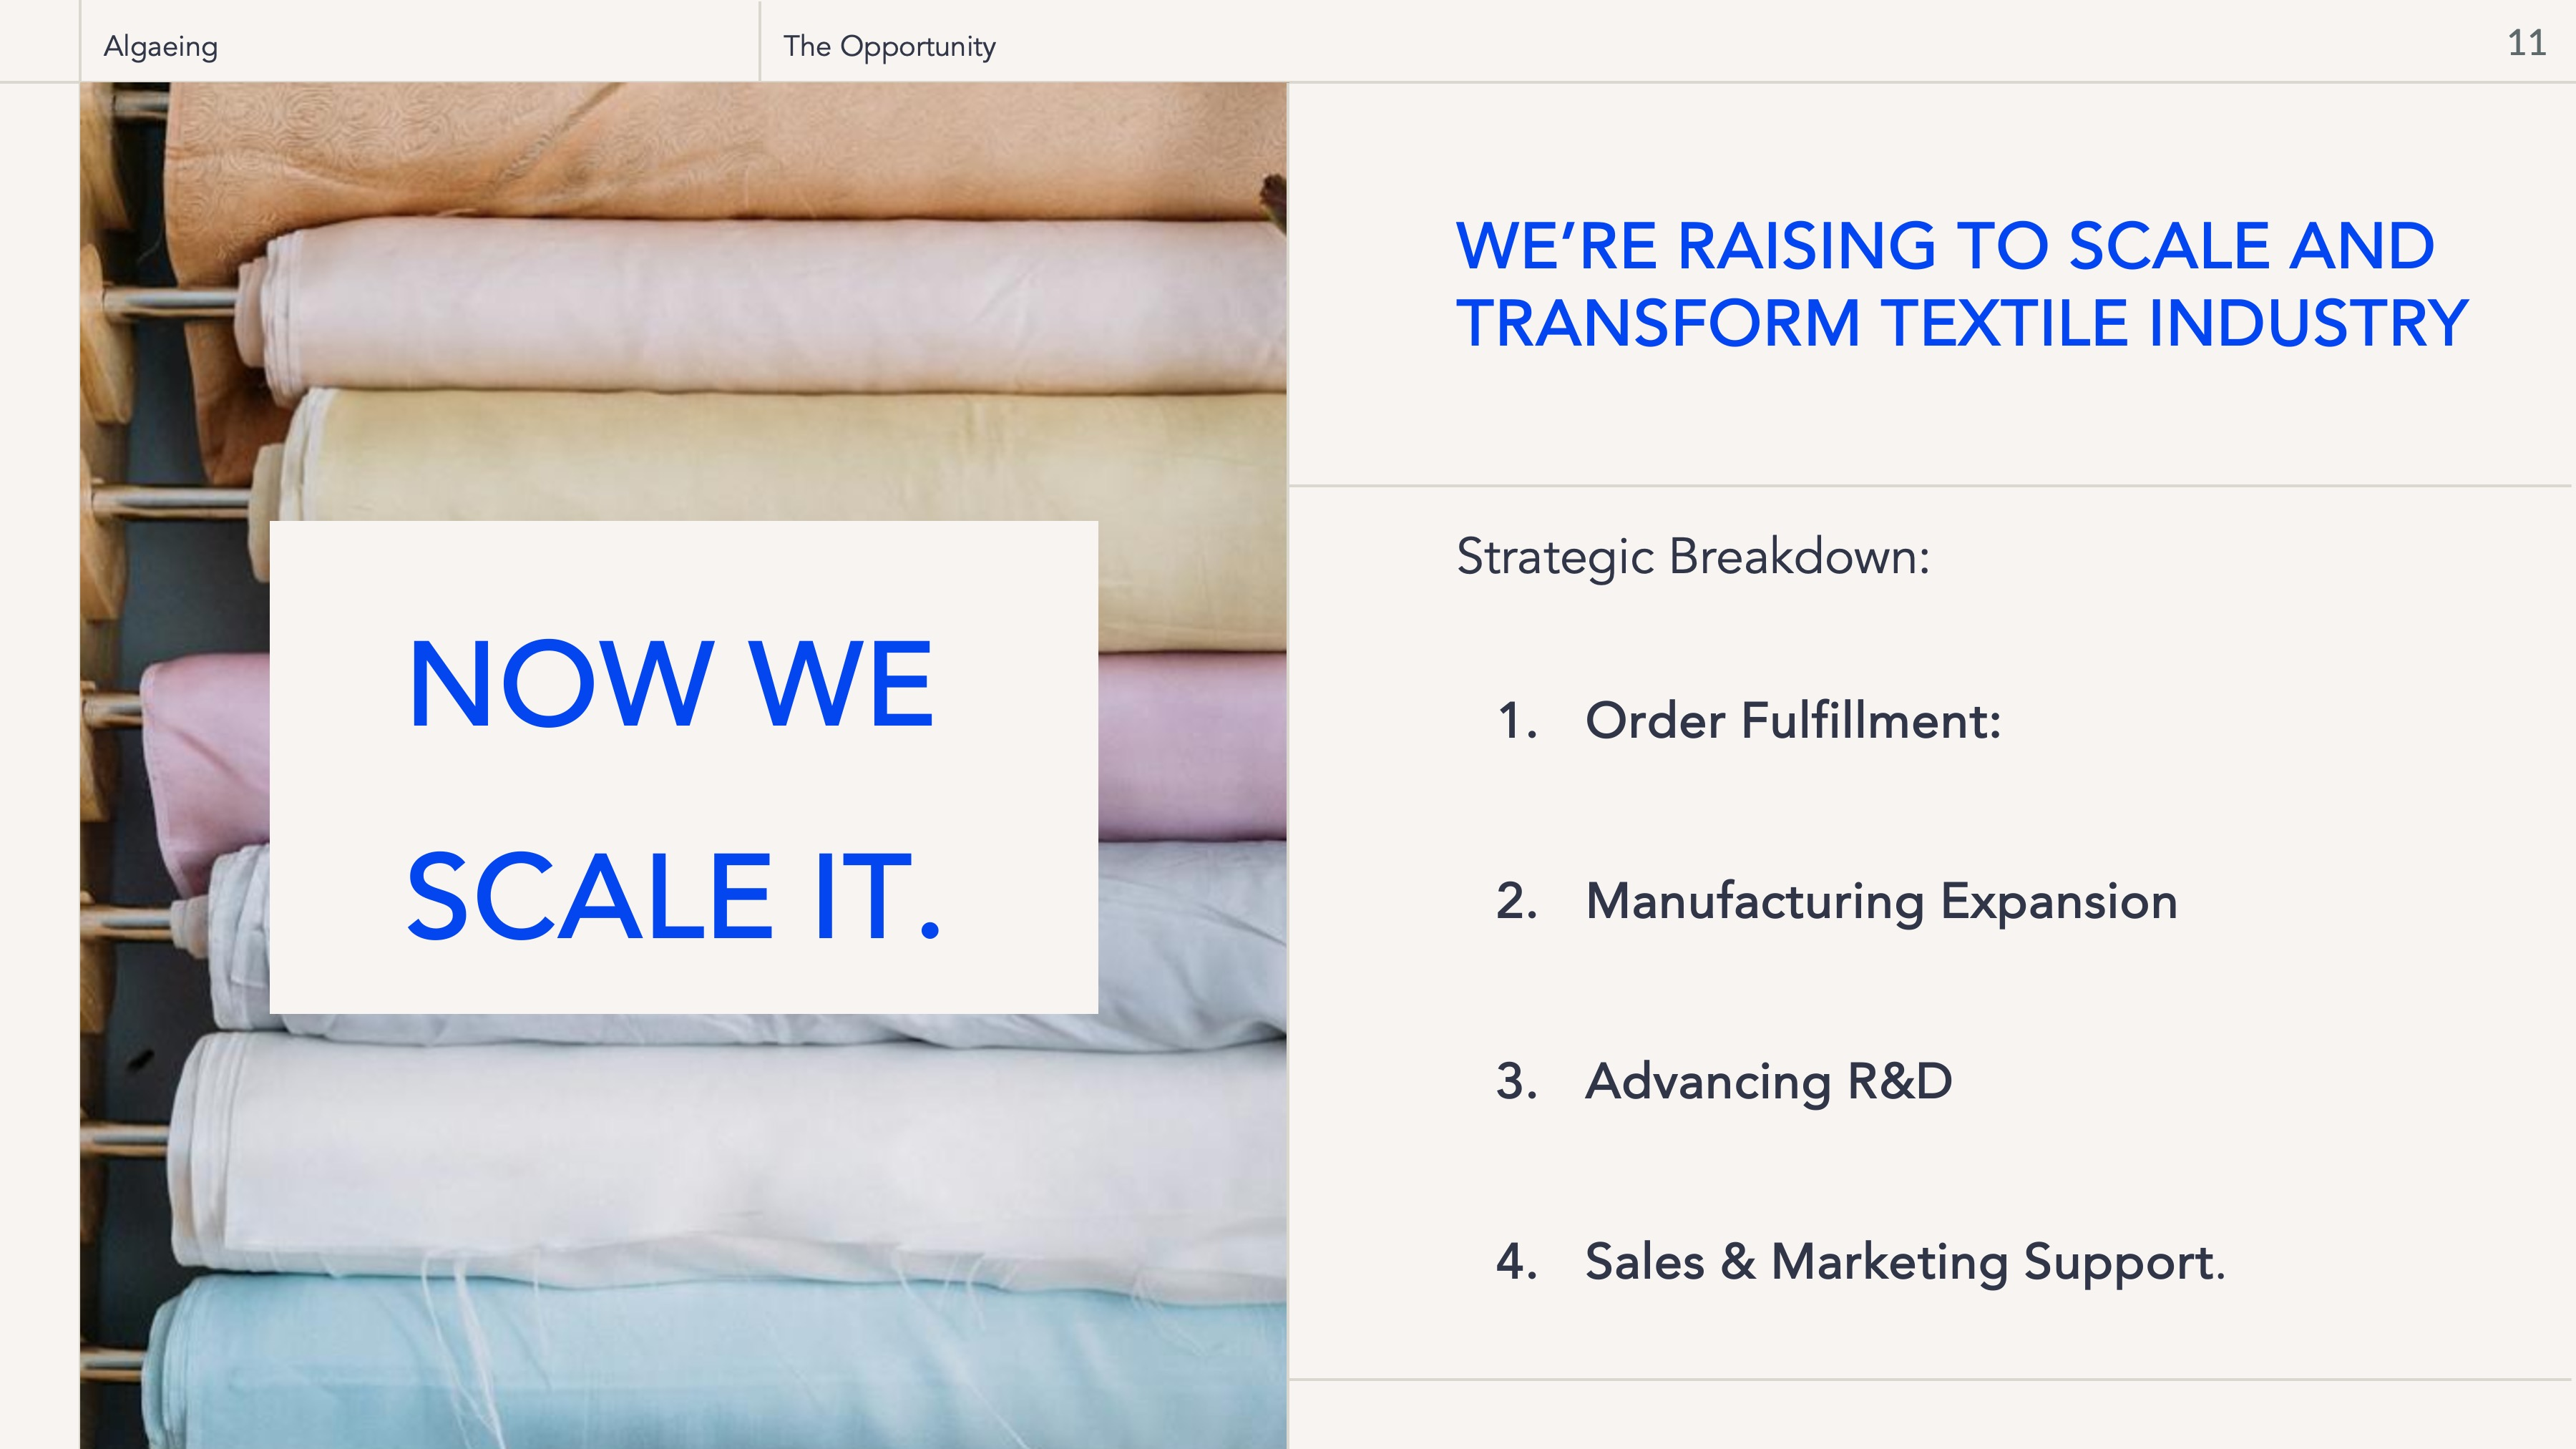 Algaeing
The Opportunity
11
NOW WE
SCALE IT.
WE’RE RAISING TO SCALE AND
TRANSFORM TEXTILE INDUSTRY
Strategic Breakdown:
1. Order Fulfillment:
2. Manufacturing Expansion
3. Advancing R&D
4. Sales & Marketing Support.